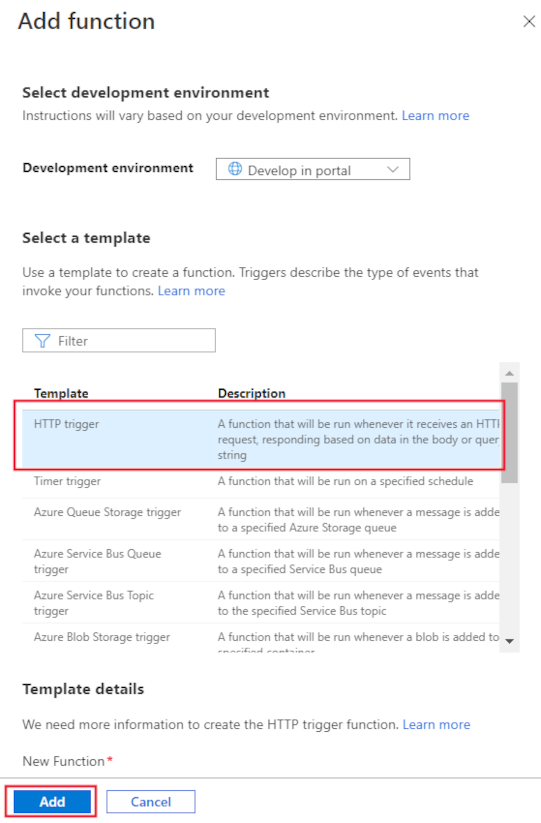 Add function
Select development environment
Instructions will vary based on your development environment. Learn more
Development environment Develop in portal
Select a template
Use a template to create a function. Triggers describe the type of events that
invoke your functions. Learn more
Filter
Template Description
HTTP trigger A function that will be run whenever it receives an HTT
request, responding based on data in the body or quer
string
Timer trigger A function that will be run on a specified schedule
Azure Queue Storage trigger A function that will be run whenever a message is adde
to a specified Azure Storage queue
Azure Service Bus Queue A function that will be run whenever a message is adde
trigger to a specified Service Bus queue
Azure Service Bus Topic A function that will be run whenever a message is adde
trigger to the specified Service Bus topic
Azure Blob Storage trigger A function that will be run whenever a blob is added to
specified container
Template details
We need more information to create the HTTP trigger function. Learn more
New Function *
Add Cancel